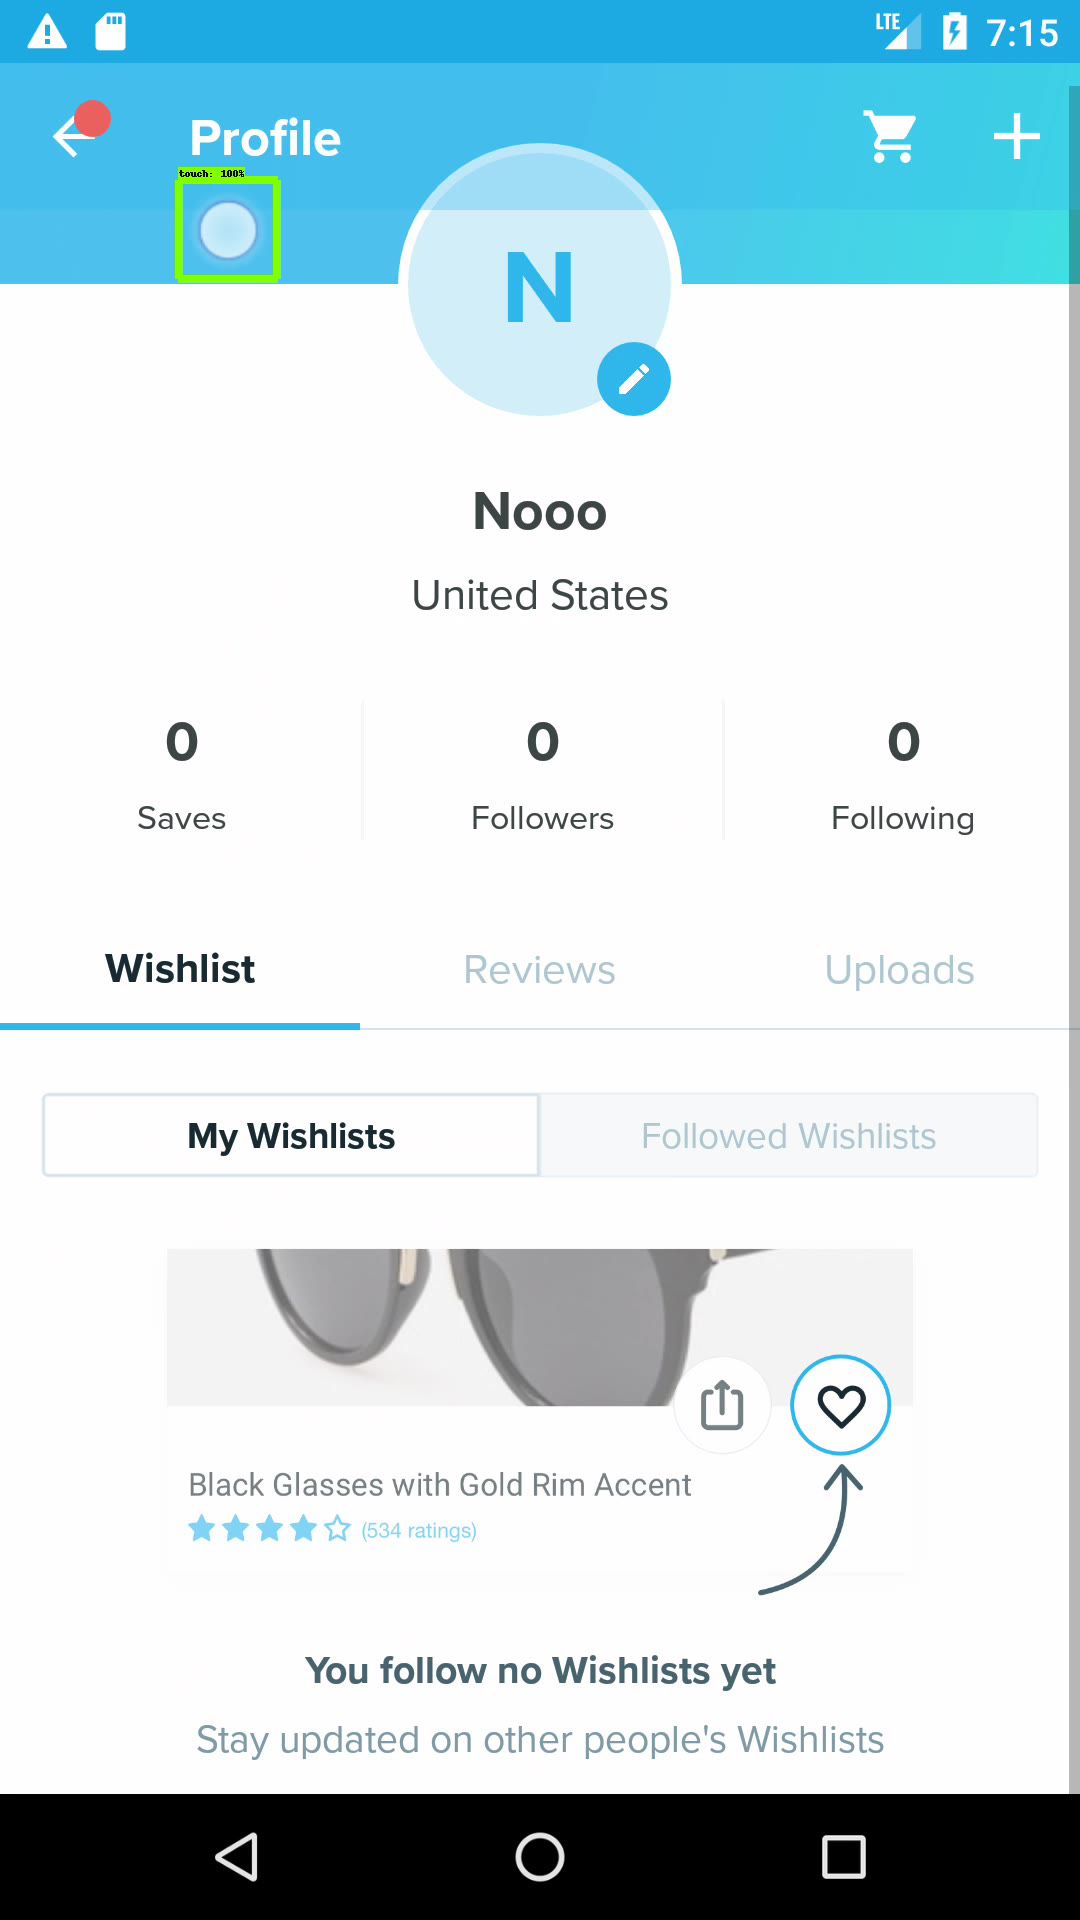 LTE 7:15
Profile
touch: 100%
N
Nooo
United States
0 0 0
Saves Followers Following
Wishlist Reviews Uploads
My Wishlists Followed Wishlists
Black Glasses with Gold Rim Accent
(534 ratings)
You follow no Wishlists yet
Stay updated on other people's Wishlists